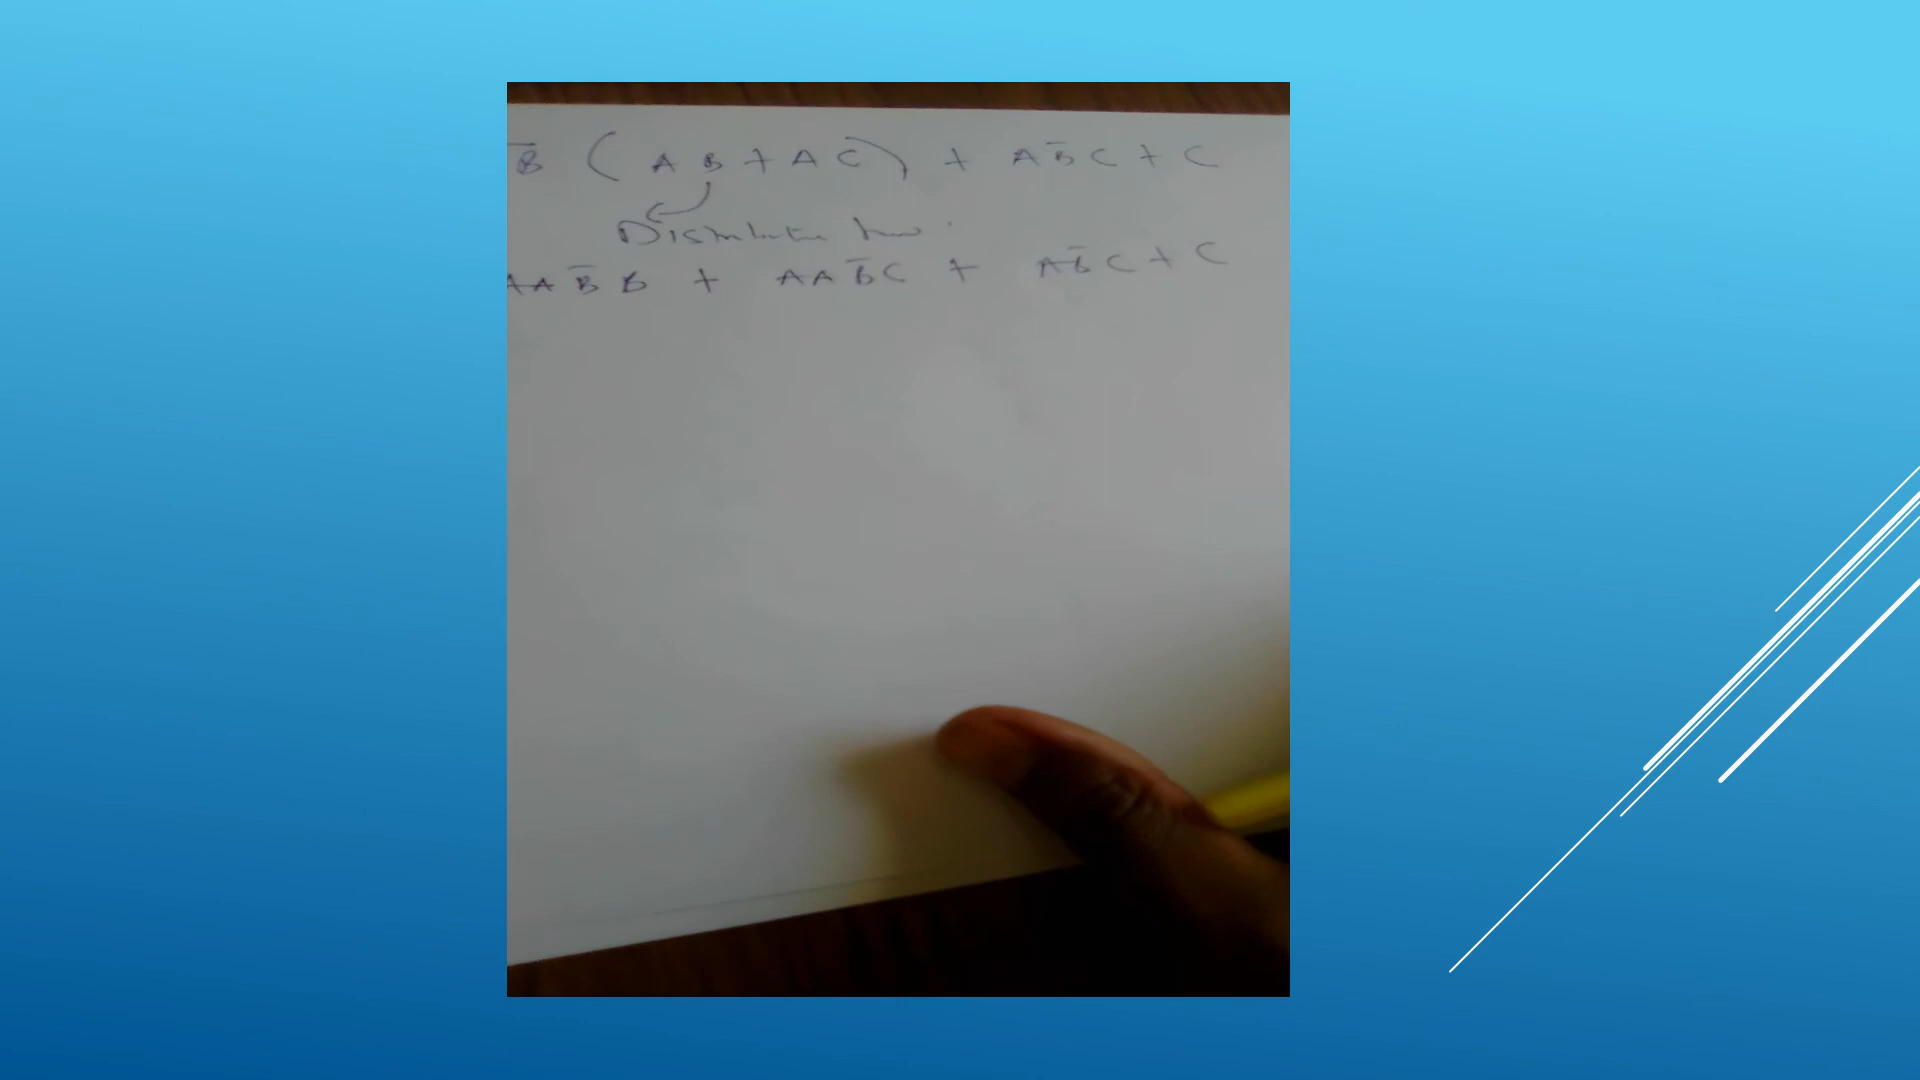 B̅ ( A B + A C ) + A B̅ C + C
Distributive law.
A A B̅ B + A A B̅ C + A B̅ C + C